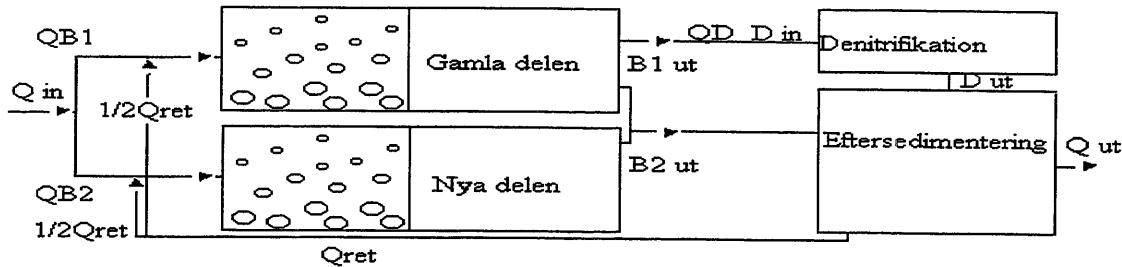 QB1
Q in
1/2Qret
QB2
1/2Qret
Qret
Gamla delen
Nya delen
B1 ut
QD D in
B2 ut
Denitrifikation
D ut
Eftersedimentering
Q ut